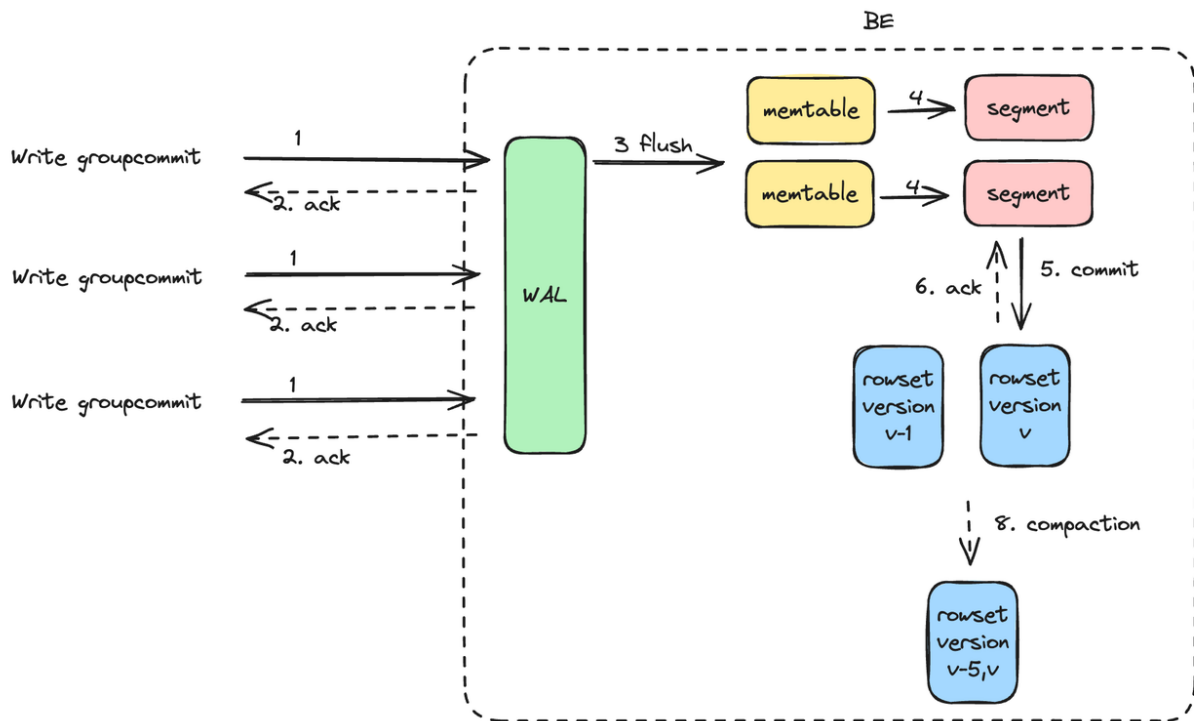 BE
memtable
4
segment
1
3 flush
Write groupcommit
2. ack
memtable
4
segment
1
Write groupcommit
2. ack
WAL
6. ack
5. commit
1
Write groupcommit
2. ack
rowset
version
v-1
rowset
version
v
8. compaction
rowset
version
v-5,v